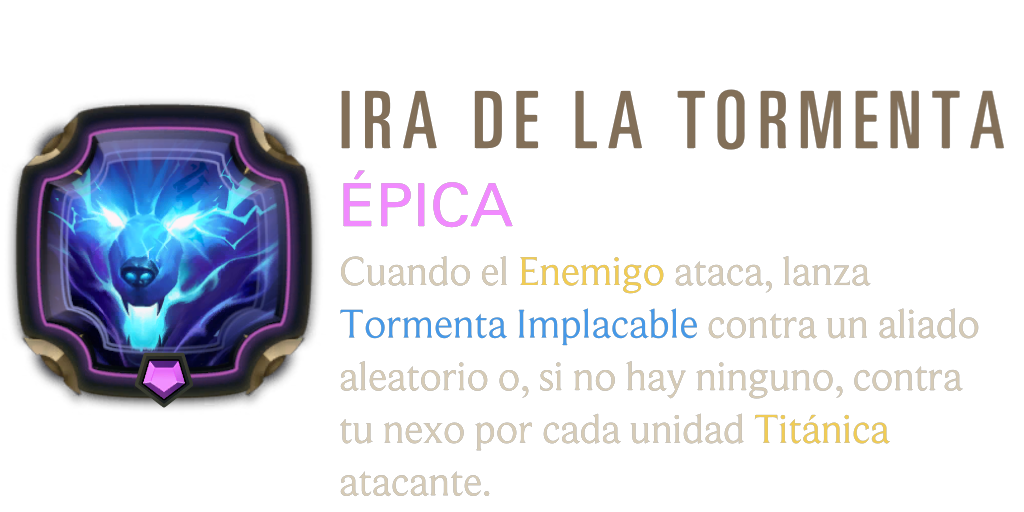 IRA DE LA TORMENTA
ÉPICA
Cuando el Enemigo ataca, lanza
Tormenta Implacable contra un aliado
aleatorio o, si no hay ninguno, contra
tu nexo por cada unidad Titánica
atacante.